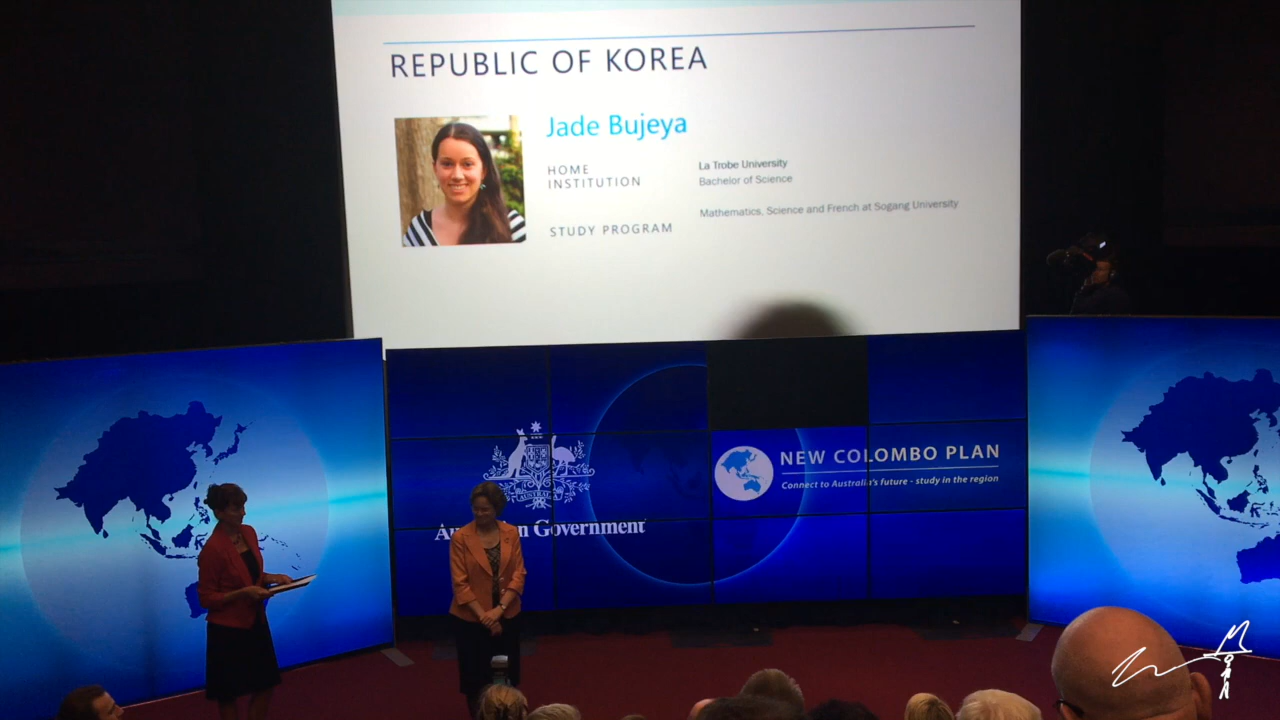 REPUBLIC OF KOREA
Jade Bujeya
HOME
INSTITUTION
La Trobe University
Bachelor of Science
STUDY PROGRAM
Mathematics, Science and French at Sogang University
AUSTRALIA
Government
NEW COLOMBO PLAN
Connect to Australia's future - study in the region